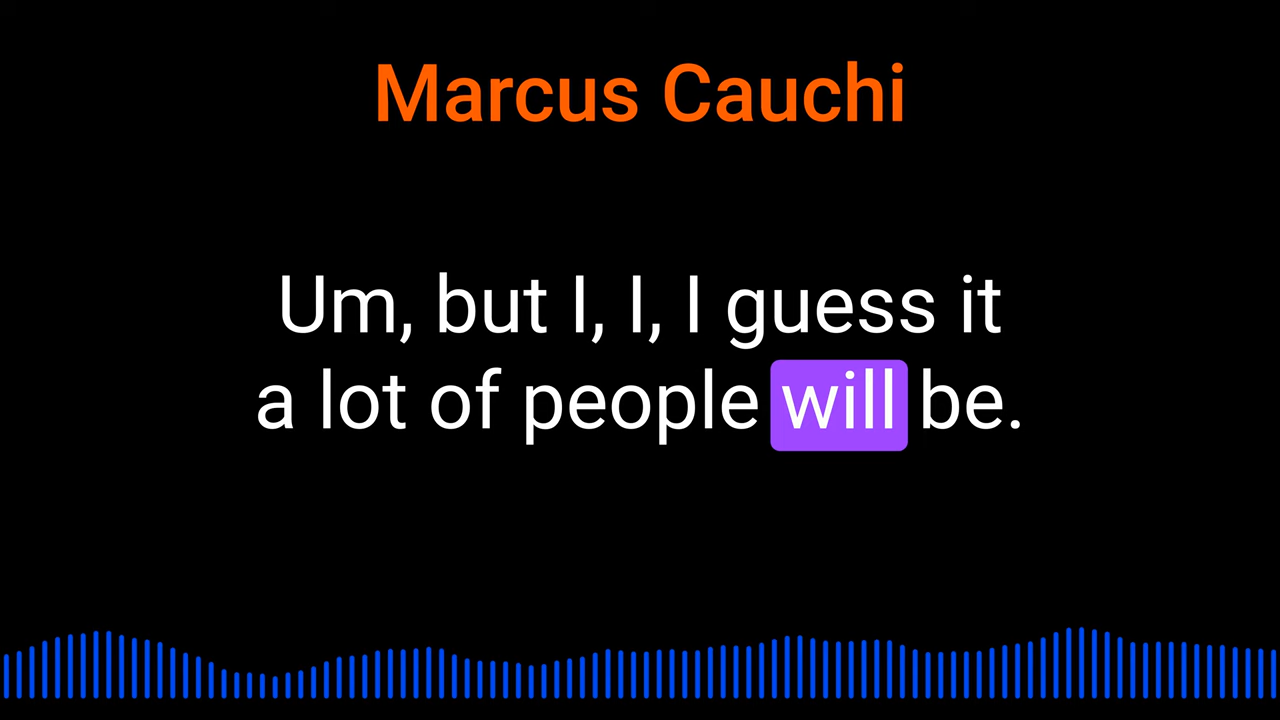 Marcus Cauchi
Um, but I, I, I guess it
a lot of people will be.